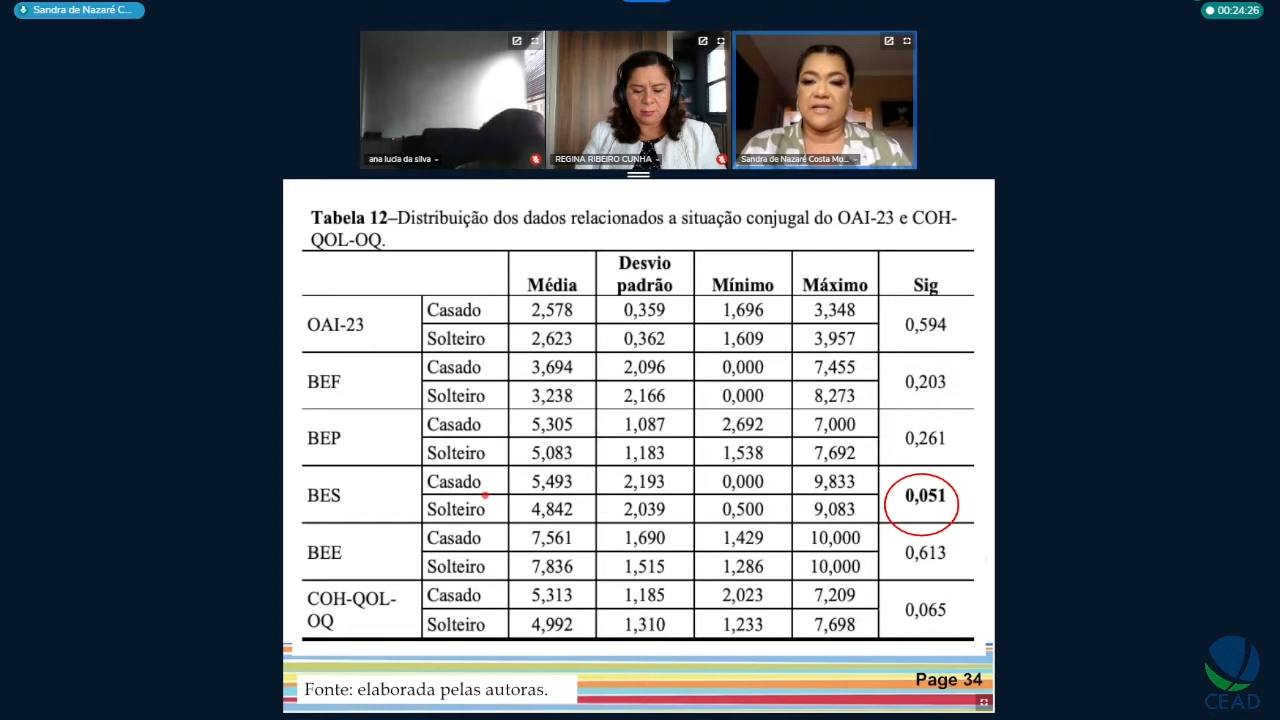 Sandra de Nazaré C...
00:24:26
ana lucia da silva
REGINA RIBEIRO CUNHA
Sandra de Nazaré Costa Mo...
Tabela 12–Distribuição dos dados relacionados a situação conjugal do OAI-23 e COH-
QOL-OQ.
Média Desvio padrão Mínimo Máximo Sig
OAI-23 Casado 2,578 0,359 1,696 3,348 0,594
Solteiro 2,623 0,362 1,609 3,957
BEF Casado 3,694 2,096 0,000 7,455 0,203
Solteiro 3,238 2,166 0,000 8,273
BEP Casado 5,305 1,087 2,692 7,000 0,261
Solteiro 5,083 1,183 1,538 7,692
BES Casado 5,493 2,193 0,000 9,833 0,051
Solteiro 4,842 2,039 0,500 9,083
BEE Casado 7,561 1,690 1,429 10,000 0,613
Solteiro 7,836 1,515 1,286 10,000
COH-QOL-OQ Casado 5,313 1,185 2,023 7,209 0,065
Solteiro 4,992 1,310 1,233 7,698
Page 34
Fonte: elaborada pelas autoras.
CEAD